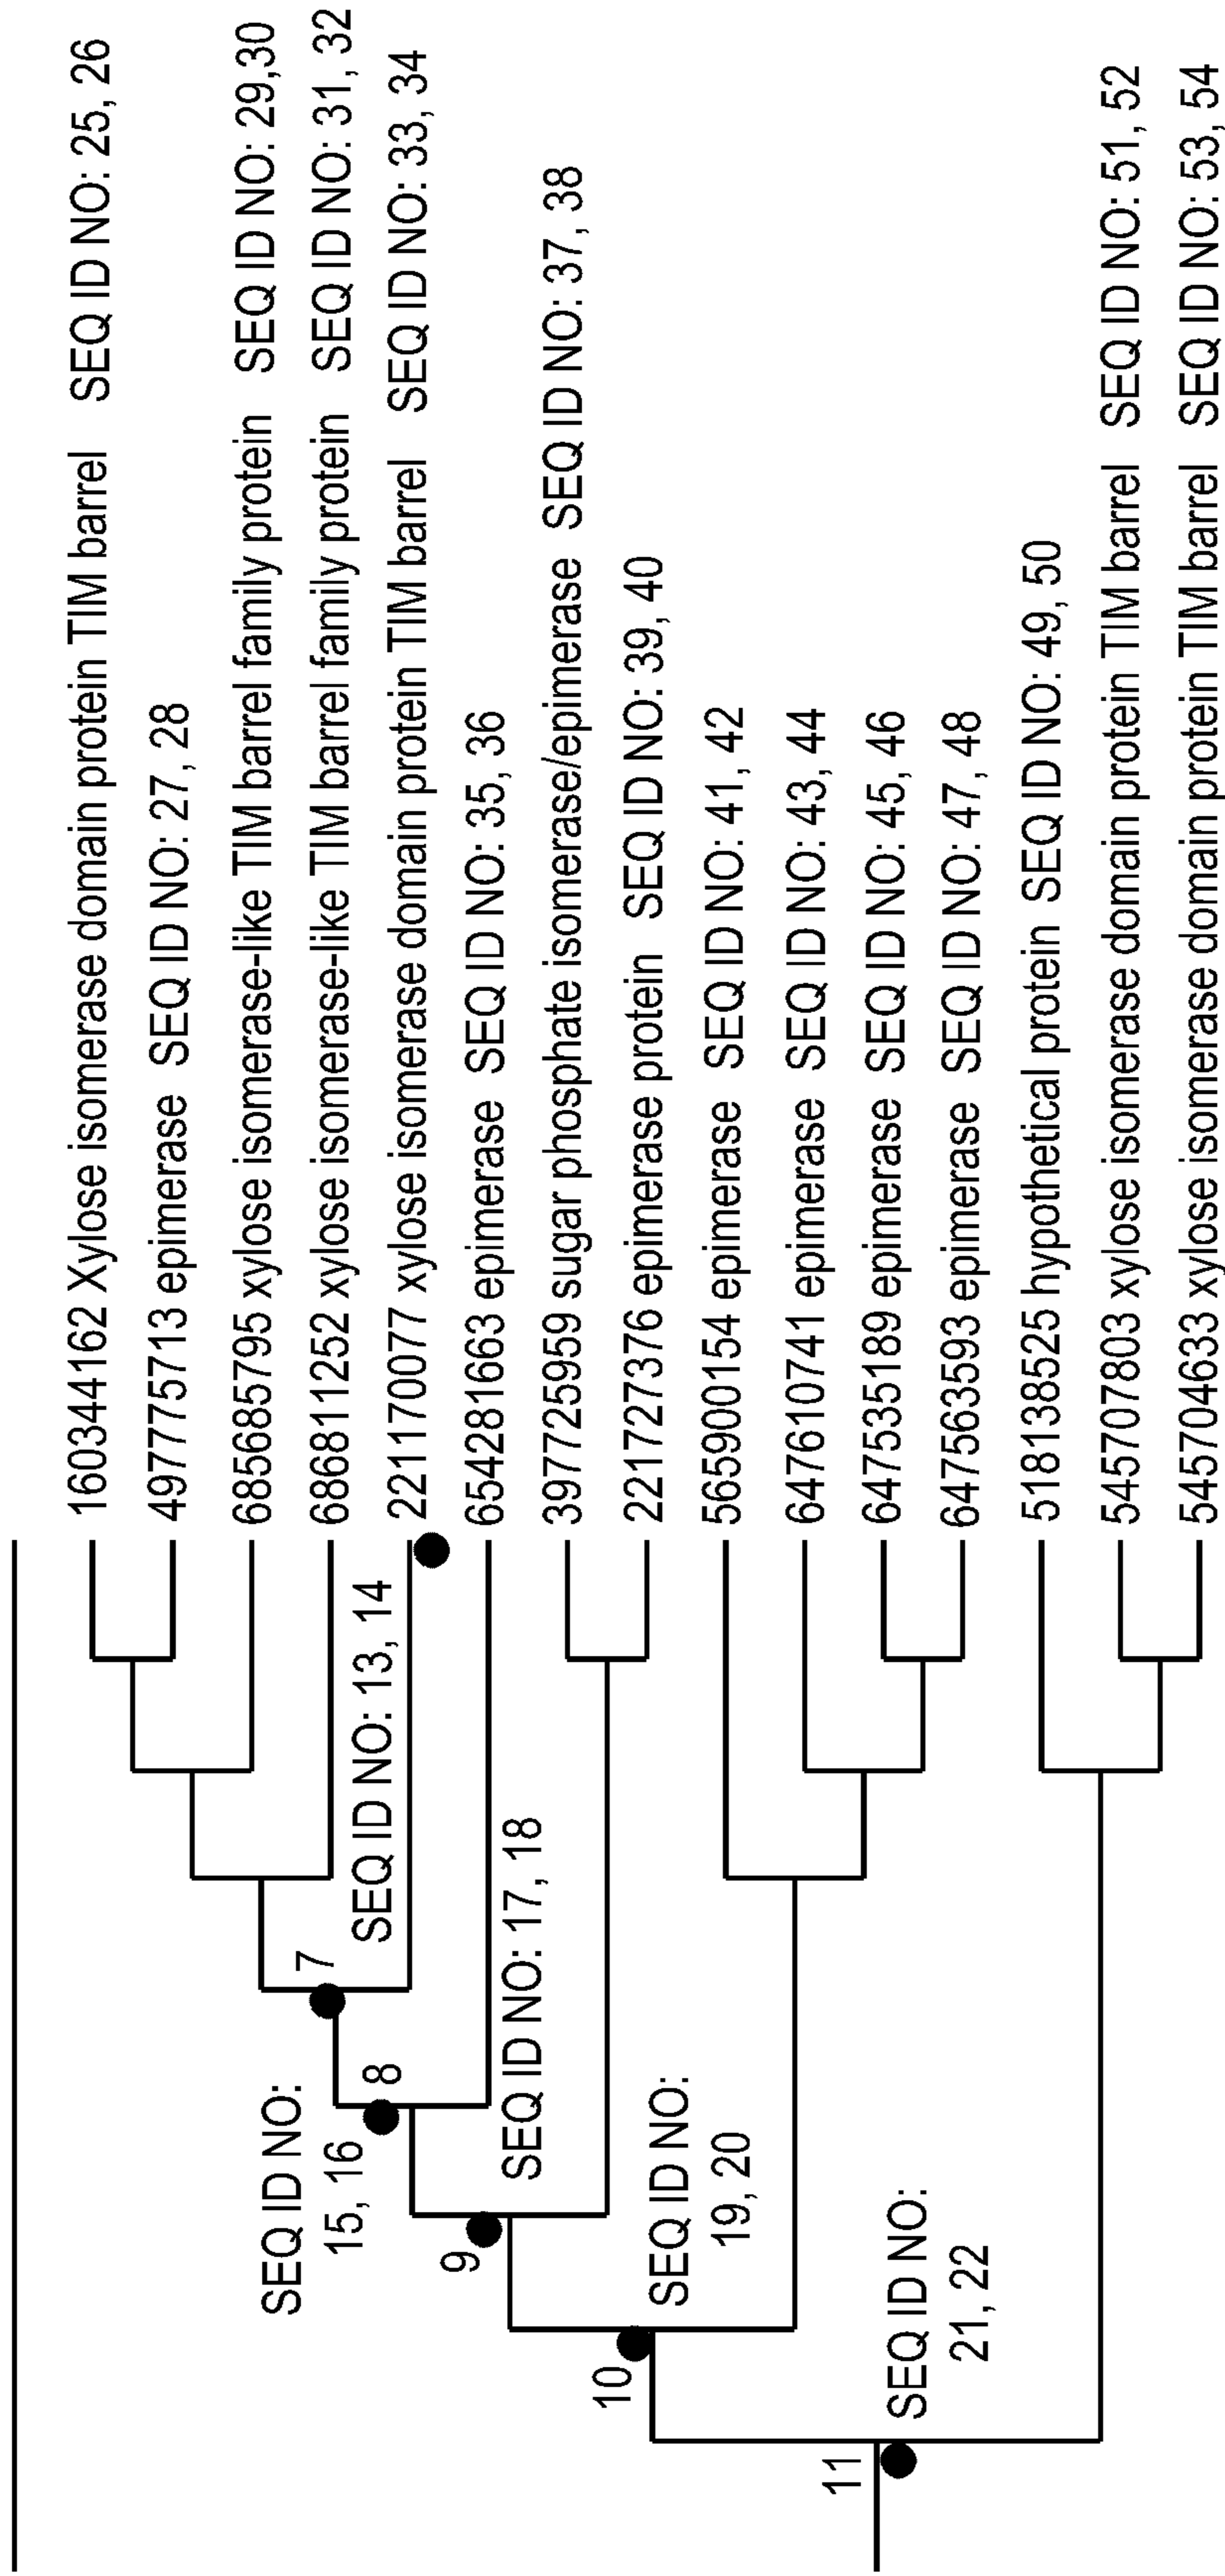 160344162 Xylose isomerase domain protein TIM barrel SEQ ID NO: 25, 26
497775713 epimerase SEQ ID NO: 27, 28
685685795 xylose isomerase-like TIM barrel family protein SEQ ID NO: 29,30
686811252 xylose isomerase-like TIM barrel family protein SEQ ID NO: 31, 32
221170077 xylose isomerase domain protein TIM barrel SEQ ID NO: 33, 34
654281663 epimerase SEQ ID NO: 35, 36
397725959 sugar phosphate isomerase/epimerase SEQ ID NO: 37, 38
221727376 epimerase protein SEQ ID NO: 39, 40
565900154 epimerase SEQ ID NO: 41, 42
647610741 epimerase SEQ ID NO: 43, 44
647535189 epimerase SEQ ID NO: 45, 46
647563593 epimerase SEQ ID NO: 47, 48
518138525 hypothetical protein SEQ ID NO: 49, 50
545707803 xylose isomerase domain protein TIM barrel SEQ ID NO: 51, 52
545704633 xylose isomerase domain protein TIM barrel SEQ ID NO: 53, 54
7
SEQ ID NO: 13, 14
SEQ ID NO:
15, 16
8
9
SEQ ID NO: 17, 18
10
SEQ ID NO:
19, 20
11
SEQ ID NO:
21, 22